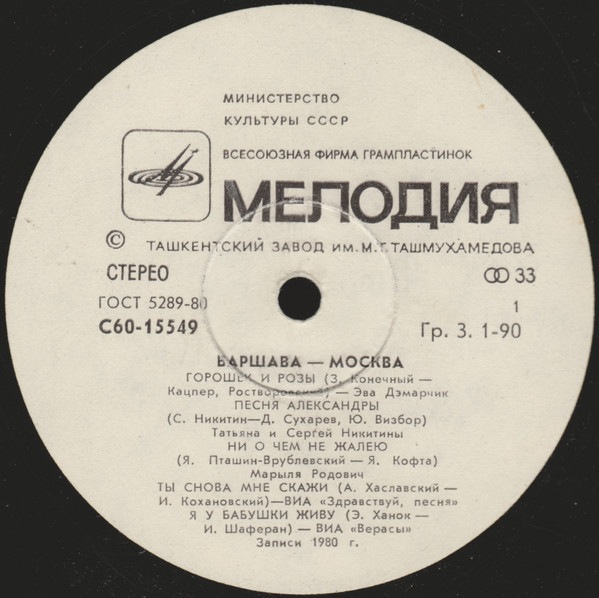 МИНИСТЕРСТВО
КУЛЬТУРЫ СССР
ВСЕСОЮЗНАЯ ФИРМА ГРАМПЛАСТИНОК
МЕЛОДИЯ
© ТАШКЕНТСКИЙ ЗАВОД ИМ. М. Г. ТАШМУХАМЕДОВА
СТЕРЕО 33
ГОСТ 5289-80 1
С60-15549 Гр. 3. 1-90
ВАРШАВА — МОСКВА
ГОРОШЕК И РОЗЫ (З. Конечный —
Кацпер, Ростворовский) — Эва Дэмарчик
ПЕСНЯ АЛЕКСАНДРЫ
(С. Никитин — Д. Сухарев, Ю. Визбор)
Татьяна и Сергей Никитины
НИ О ЧЕМ НЕ ЖАЛЕЮ
(Я. Пташин-Врублевский — Я. Кофта)
Марыля Родович
ТЫ СНОВА МНЕ СКАЖИ (А. Хаславский —
И. Кохановский) — ВИА «Здравствуй, песня»
Я У БАБУШКИ ЖИВУ (Э. Ханок —
И. Шаферан) — ВИА «Верасы»
Записи 1980 г.